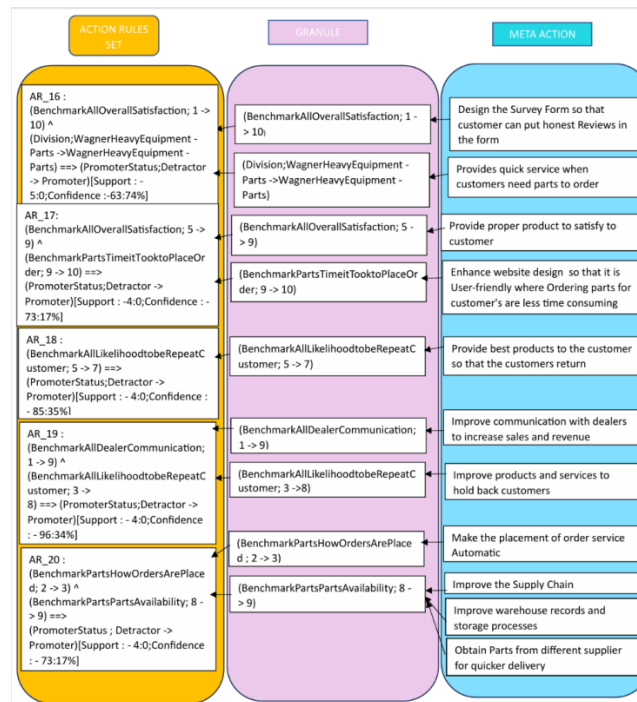 ACTION RULES
SET
GRANULE
META ACTION
AR_16 :
(BenchmarkAllOverallSatisfaction; 1 ->
10) ^
(Division;WagnerHeavyEquipment -
Parts ->WagnerHeavyEquipment -
Parts) ==> (PromoterStatus;Detractor
-> Promoter)[Support : -
5:0;Confidence :-63:74%]
AR_17:
(BenchmarkAllOverallSatisfaction; 5 ->
9) ^
(BenchmarkPartsTimeitTooktoPlaceOr
der; 9 -> 10) ==>
(PromoterStatus;Detractor ->
Promoter)[Support : -4:0;Confidence : -
73:17%]
AR_18 :
(BenchmarkAllLikelihoodtobeRepeatC
ustomer; 5 -> 7) ==>
(PromoterStatus;Detractor ->
Promoter)[Support : - 4:0;Confidence :
- 85:35%]
AR_19 :
(BenchmarkAllDealerCommunication;
1 -> 9) ^
(BenchmarkAllLikelihoodtobeRepeatC
ustomer; 3 ->
8) ==> (PromoterStatus;Detractor ->
Promoter)[Support : - 4:0;Confidence
: - 96:34%]
AR_20 :
(BenchmarkPartsHowOrdersArePlace
d; 2 -> 3) ^
(BenchmarkPartsPartsAvailability; 8 -
> 9) ==>
(PromoterStatus ; Detractor ->
Promoter)[Support : - 4:0;Confidence
: - 73:17%]
(BenchmarkAllOverallSatisfaction; 1 -
> 10)
(Division;WagnerHeavyEquipment -
Parts ->WagnerHeavyEquipment -
Parts)
(BenchmarkAllOverallSatisfaction; 5 -
> 9)
(BenchmarkPartsTimeitTooktoPlaceOr
der; 9 -> 10)
(BenchmarkAllLikelihoodtobeRepeatC
ustomer; 5 -> 7)
(BenchmarkAllDealerCommunication;
1 -> 9)
(BenchmarkAllLikelihoodtobeRepeatC
ustomer; 3 ->8)
(BenchmarkPartsHowOrdersArePlace
d ; 2 -> 3)
(BenchmarkPartsPartsAvailability; 8 -
> 9)
Design the Survey Form so that
customer can put honest Reviews in
the form
Provides quick service when
customers need parts to order
Provide proper product to satisfy to
customer
Enhance website design so that it is
User-friendly where Ordering parts for
customer's are less time consuming
Provide best products to the customer
so that the customers return
Improve communication with dealers
to increase sales and revenue
Improve products and services to
hold back customers
Make the placement of order service
Automatic
Improve the Supply Chain
Improve warehouse records and
storage processes
Obtain Parts from different supplier
for quicker delivery